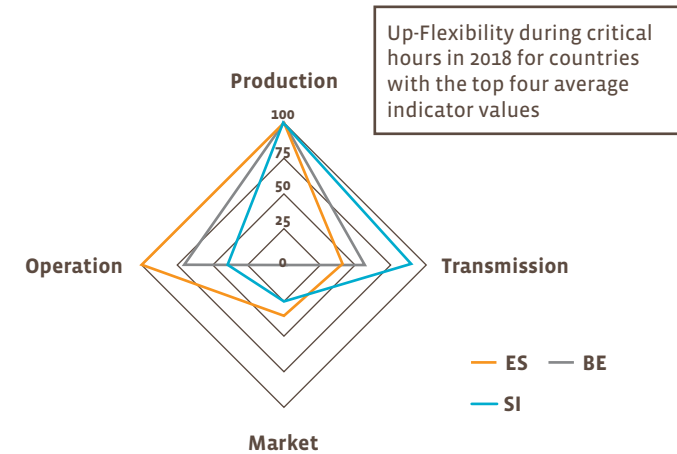 Up-Flexibility during critical
hours in 2018 for countries
with the top four average
indicator values
Production
100
75
50
25
0
Operation
Transmission
Market
ES
BE
SI